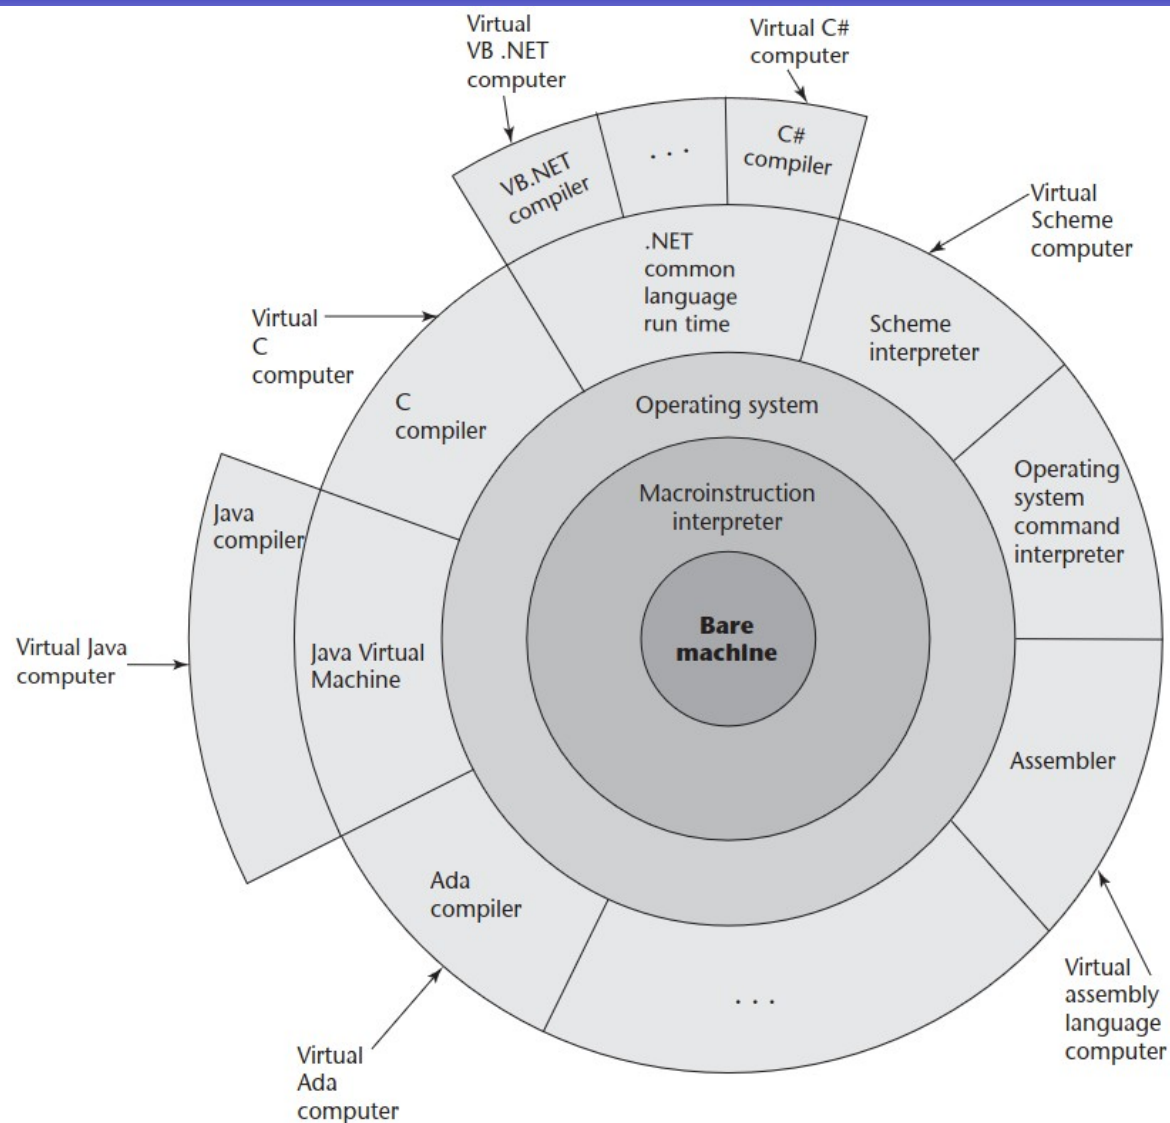 Virtual
VB .NET
computer
Virtual C#
computer
VB.NET
compiler
. . .
C#
compiler
Virtual
Scheme
computer
.NET
common
language
run time
Virtual
C
computer
Scheme
interpreter
C
compiler
Operating system
Operating
system
command
interpreter
Macroinstruction
interpreter
Java
compiler
Bare
machine
Virtual Java
computer
Java Virtual
Machine
Assembler
Ada
compiler
. . .
Virtual
assembly
language
computer
Virtual
Ada
computer